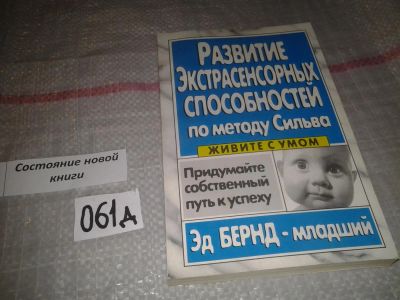 РАЗВИТИЕ
ЭКСТРАСЕНСОРНЫХ
СПОСОБНОСТЕЙ
ПО МЕТОДУ СИЛЬВА
ЖИВИТЕ С УМОМ
Придумайте
собственный
путь к успеху
ЭД БЕРНД - младший
Состояние новой
книги
061д